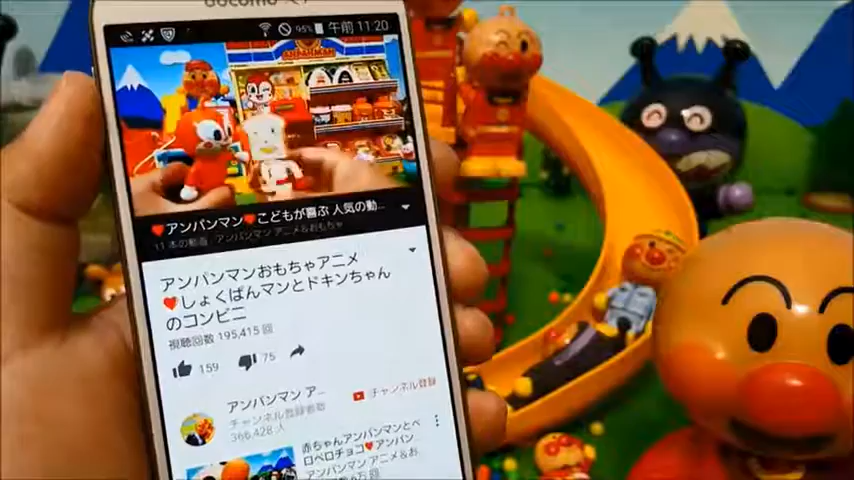 docomo
95% 午前 11:20
ANPANMAN
♥アンパンマン♥こどもが喜ぶ 人気の動...
11 本の動画 アンパンマン アニメ&おもちゃ
アンパンマンおもちゃアニメ
♥しょくぱんマンとドキンちゃん
のコンビニ
視聴回数 195,415 回
159 75
アンパンマン ア...
チャンネル登録
チャンネル登録者数
366,428 人
赤ちゃんアンパンマンとペ
ロペロチョコ♥アンパン
アンパンマン アニメ&お